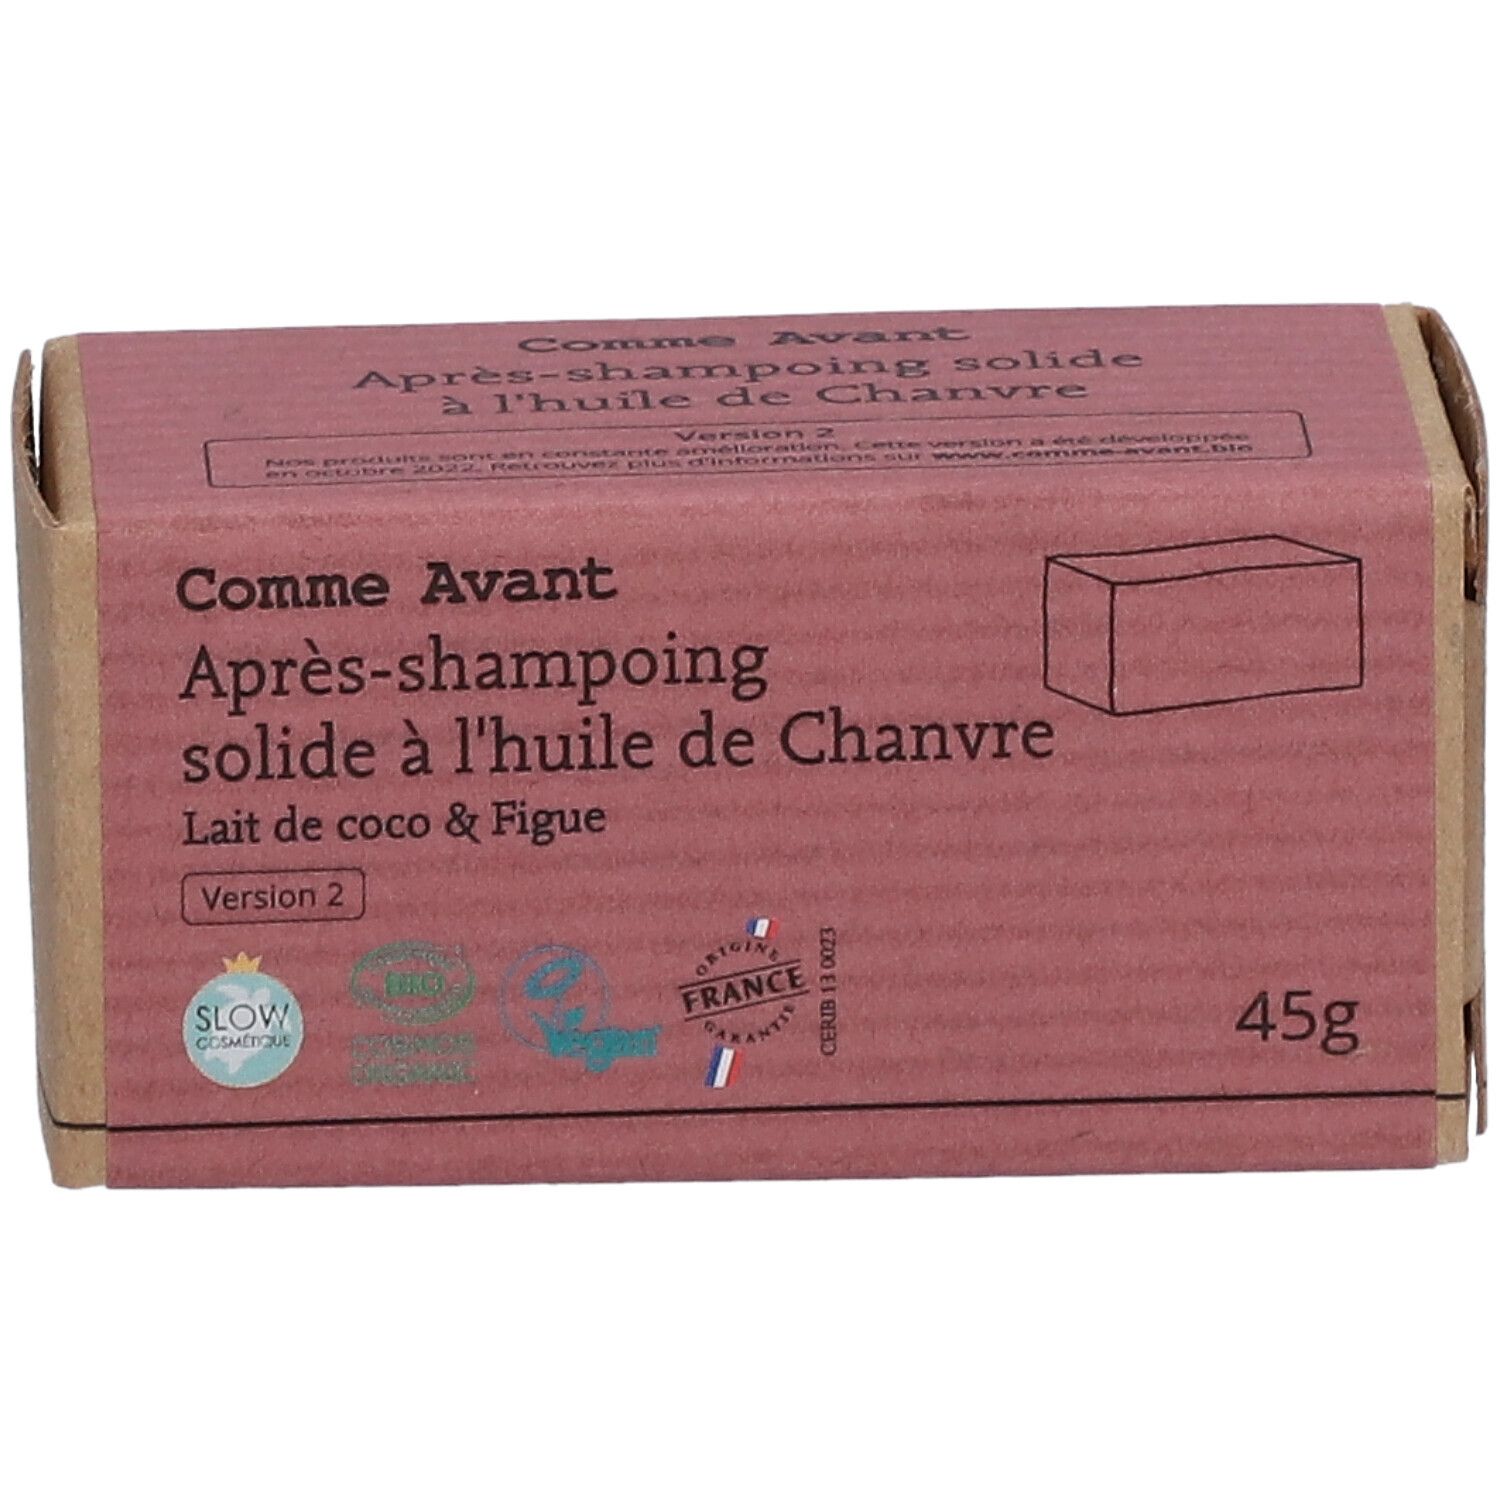 Comme Avant
Après-shampoing solide
à l'huile de Chanvre
Version 2
Nos produits sont en constante amélioration. Cette version a été développée
en octobre 2022. Retrouvez plus d'informations sur www.comme-avant.bio
Comme Avant
Après-shampoing
solide à l'huile de Chanvre
Lait de coco & Figue
Version 2
SLOW
COSMÉTIQUE
BIO
COSMOS
ORGANIC
Vegan
ORIGINE
FRANCE
GARANTIE
CERIB 13 0023
45g